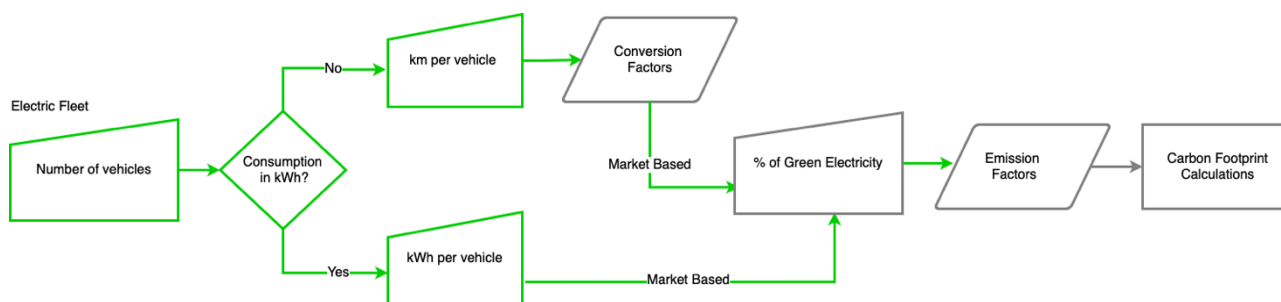 Electric Fleet
Number of vehicles
Consumption
in kWh?
No
km per vehicle
Conversion
Factors
Market Based
Yes
kWh per vehicle
Market Based
% of Green Electricity
Emission
Factors
Carbon Footprint
Calculations